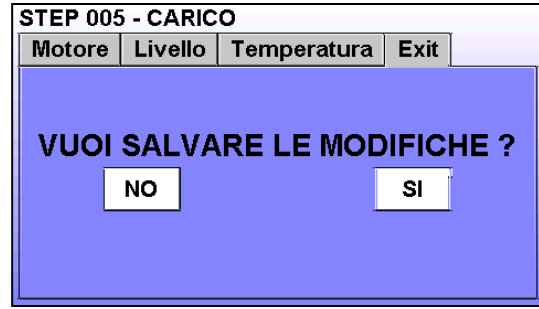 STEP 005 - CARICO
Motore Livello Temperatura Exit
VUOI SALVARE LE MODIFICHE ?
NO SI